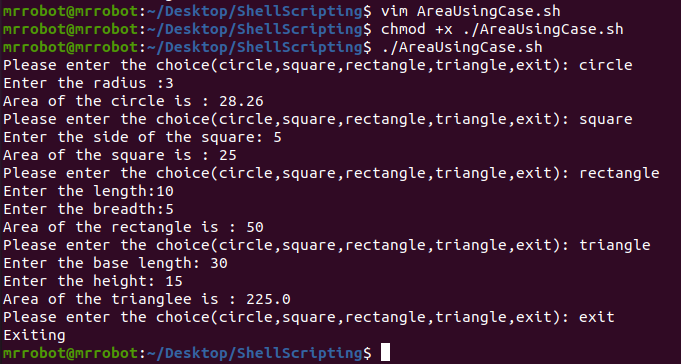 mrrobot@mrrobot:~/Desktop/ShellScripting$ vim AreaUsingCase.sh
mrrobot@mrrobot:~/Desktop/ShellScripting$ chmod +x ./AreaUsingCase.sh
mrrobot@mrrobot:~/Desktop/ShellScripting$ ./AreaUsingCase.sh
Please enter the choice(circle,square,rectangle,triangle,exit): circle
Enter the radius :3
Area of the circle is : 28.26
Please enter the choice(circle,square,rectangle,triangle,exit): square
Enter the side of the square: 5
Area of the square is : 25
Please enter the choice(circle,square,rectangle,triangle,exit): rectangle
Enter the length:10
Enter the breadth:5
Area of the rectangle is : 50
Please enter the choice(circle,square,rectangle,triangle,exit): triangle
Enter the base length: 30
Enter the height: 15
Area of the trianglee is : 225.0
Please enter the choice(circle,square,rectangle,triangle,exit): exit
Exiting
mrrobot@mrrobot:~/Desktop/ShellScripting$